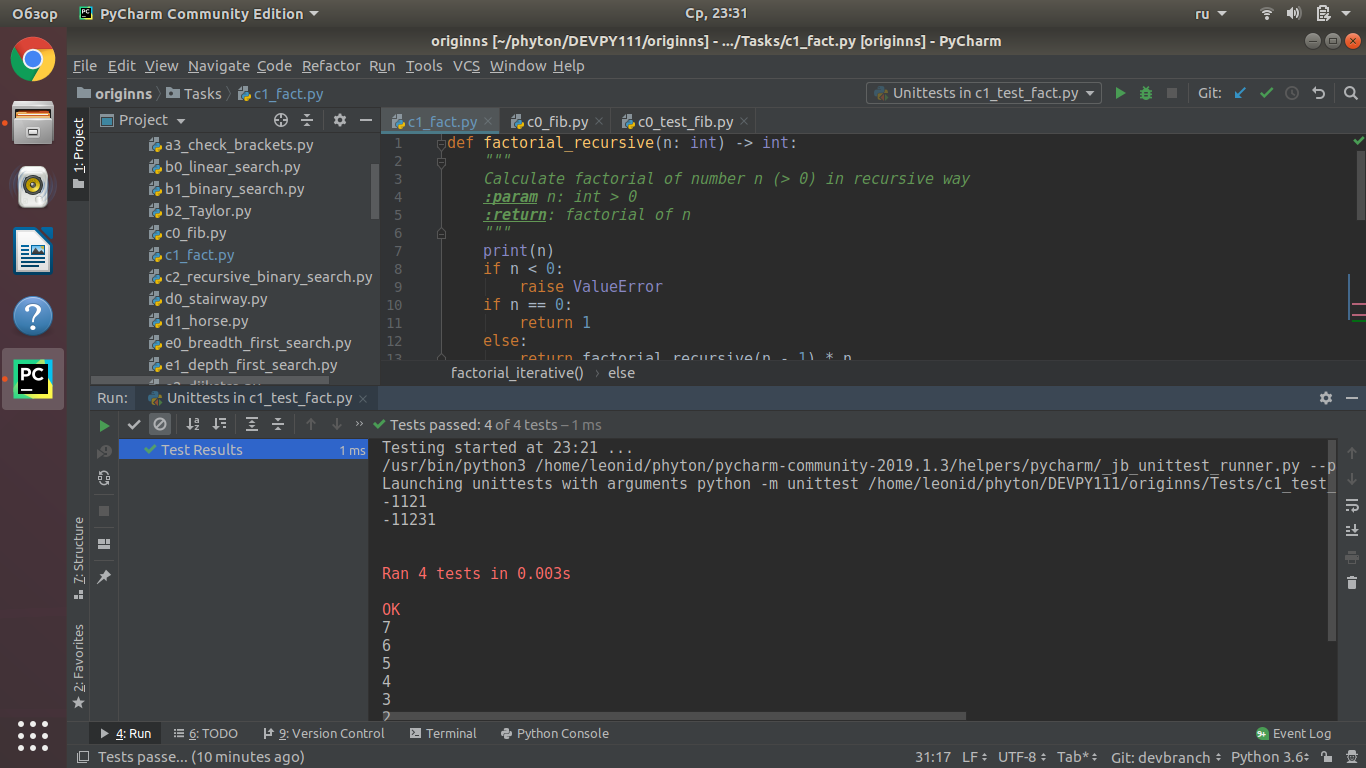 Обзор PyCharm Community Edition Ср, 23:31 ru
originns [~/phyton/DEVPY111/originns] - .../Tasks/c1_fact.py [originns] - PyCharm
File Edit View Navigate Code Refactor Run Tools VCS Window Help
originns Tasks c1_fact.py Unittests in c1_test_fact.py Git:
1: Project
Project
a3_check_brackets.py
b0_linear_search.py
b1_binary_search.py
b2_Taylor.py
c0_fib.py
c1_fact.py
c2_recursive_binary_search.py
d0_stairway.py
d1_horse.py
e0_breadth_first_search.py
e1_depth_first_search.py
c1_fact.py c0_fib.py c0_test_fib.py
1 def factorial_recursive(n: int) -> int:
2 """
3 Calculate factorial of number n (> 0) in recursive way
4 :param n: int > 0
5 :return: factorial of n
6 """
7 print(n)
8 if n < 0:
9 raise ValueError
10 if n == 0:
11 return 1
12 else:
13 return factorial_recursive(n - 1) * n
factorial_iterative() › else
Run: Unittests in c1_test_fact.py
Tests passed: 4 of 4 tests – 1 ms
Test Results 1 ms
Testing started at 23:21 ...
/usr/bin/python3 /home/leonid/phyton/pycharm-community-2019.1.3/helpers/pycharm/_jb_unittest_runner.py --p
Launching unittests with arguments python -m unittest /home/leonid/phyton/DEVPY111/originns/Tests/c1_test_
-1121
-11231
Ran 4 tests in 0.003s
OK
7
6
5
4
3
2
7: Structure
2: Favorites
4: Run 6: TODO 9: Version Control Terminal Python Console Event Log
Tests passe... (10 minutes ago) 31:17 LF UTF-8 Tab* Git: devbranch Python 3.6